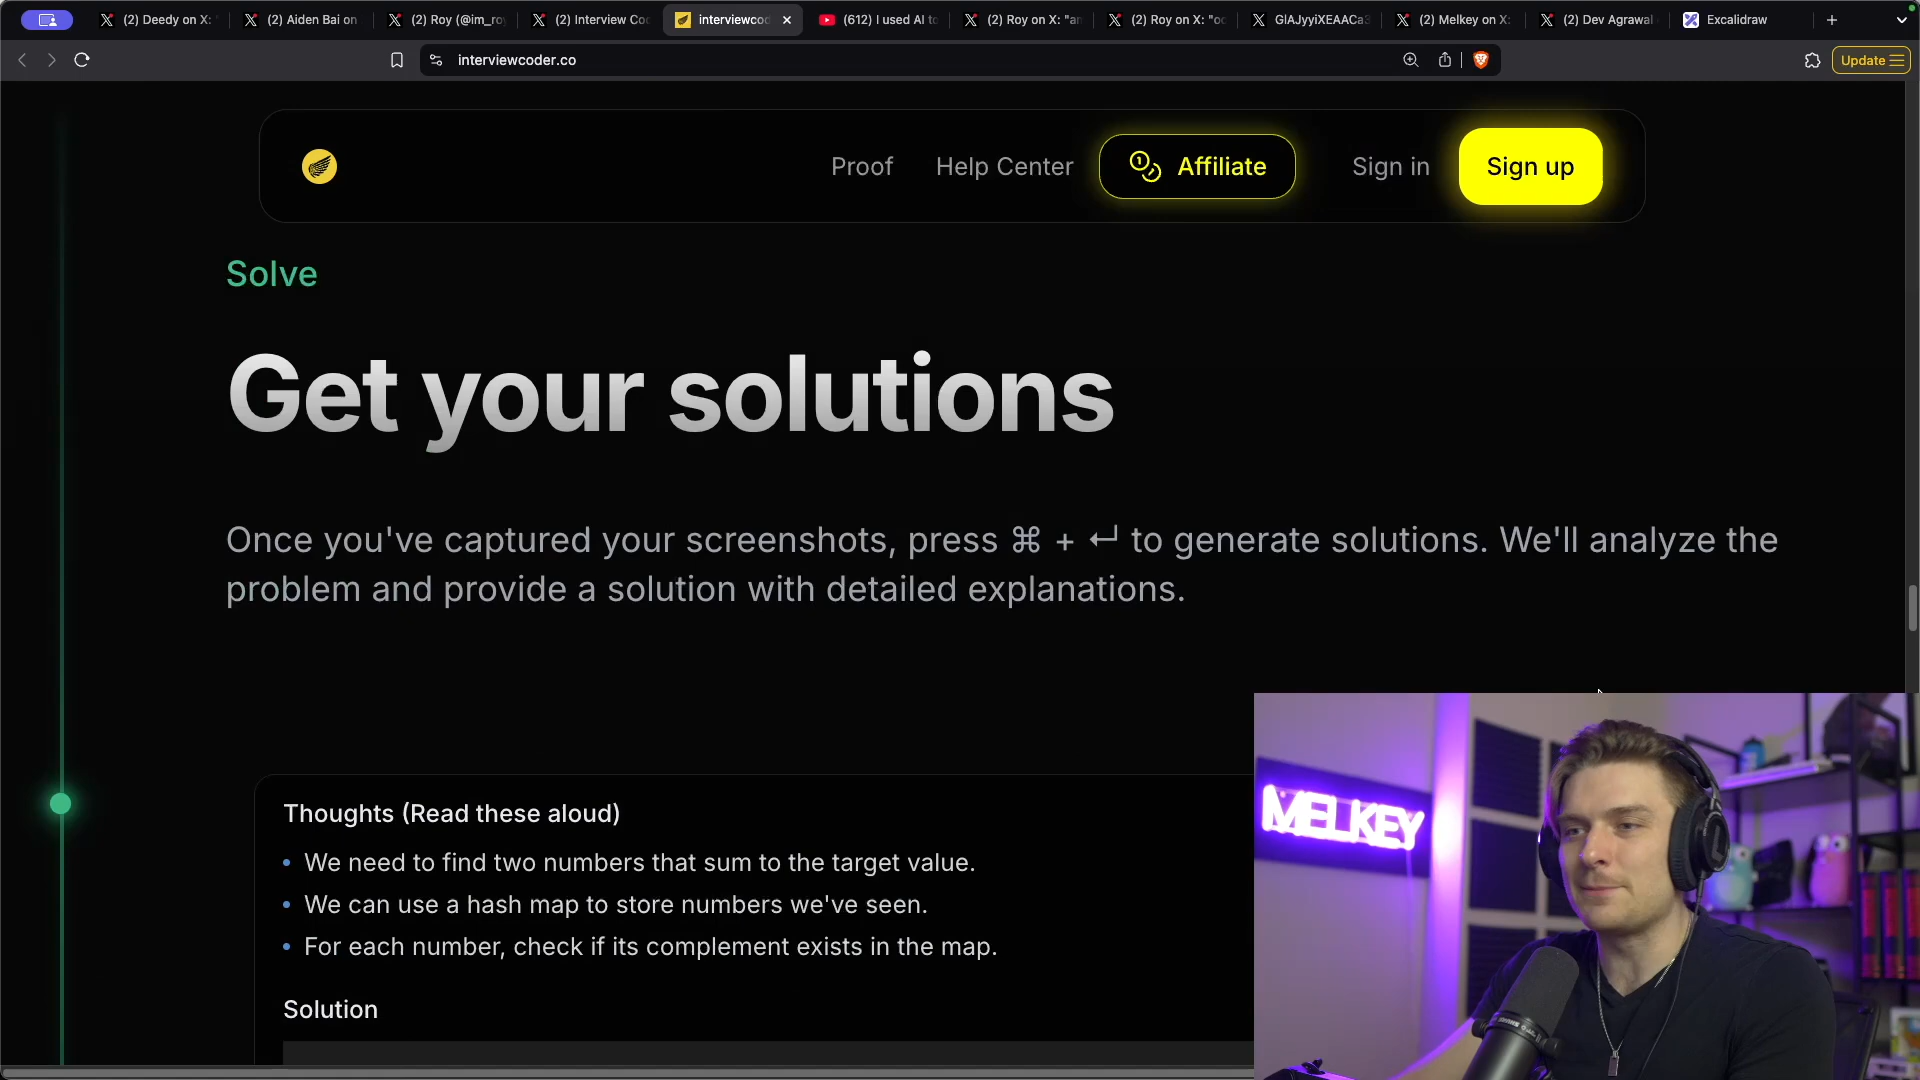 (2) Deedy on X:
(2) Aiden Bai on
(2) Roy (@im_ro
(2) Interview Co
interviewcod
(612) I used AI to
(2) Roy on X: "an
(2) Roy on X: "oc
GlAJyyiXEAACa
(2) Melkey on X:
(2) Dev Agrawal
Excalidraw
interviewcoder.co
Update
Proof
Help Center
Affiliate
Sign in
Sign up
Solve
Get your solutions
Once you've captured your screenshots, press ⌘ + ↵ to generate solutions. We'll analyze the
problem and provide a solution with detailed explanations.
Thoughts (Read these aloud)
• We need to find two numbers that sum to the target value.
• We can use a hash map to store numbers we've seen.
• For each number, check if its complement exists in the map.
Solution
MELKEY